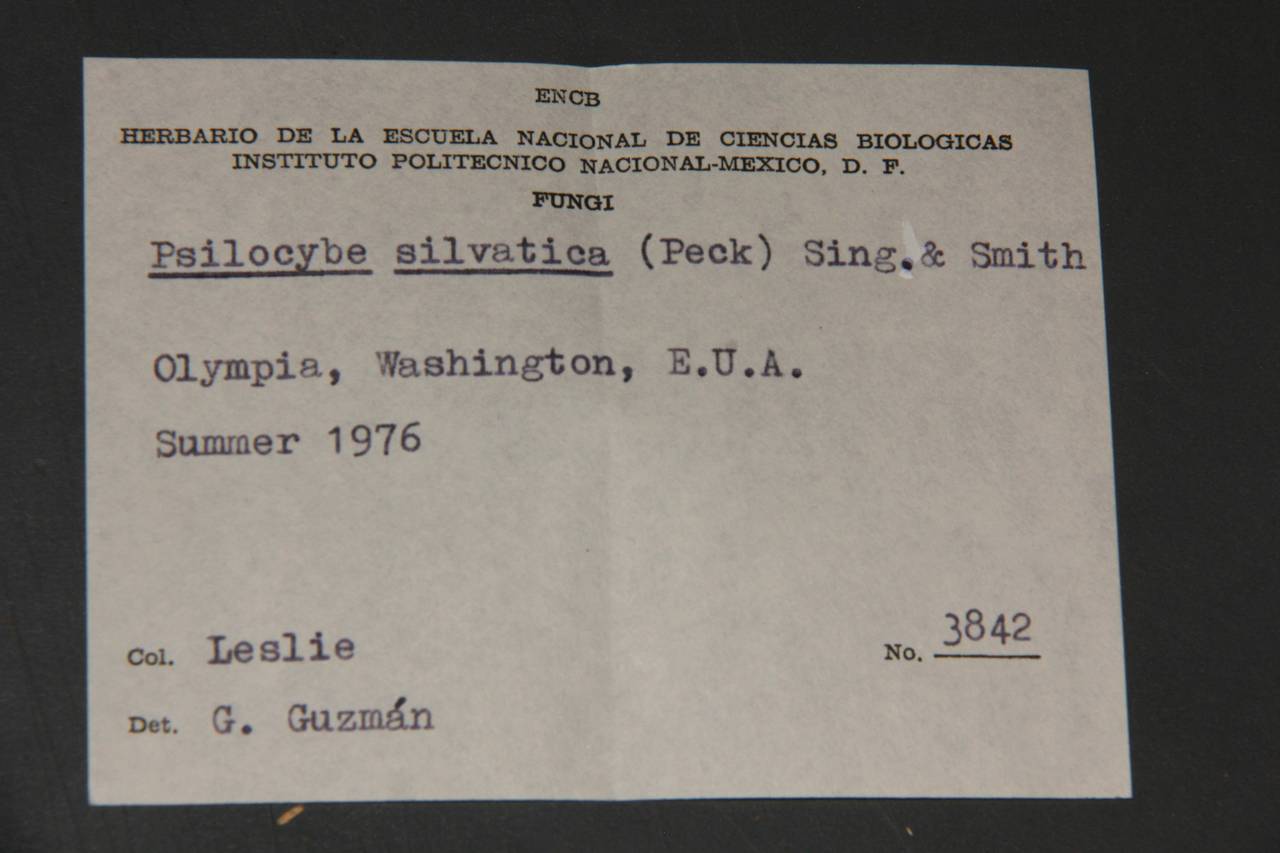 ENCB
HERBARIO DE LA ESCUELA NACIONAL DE CIENCIAS BIOLOGICAS
INSTITUTO POLITECNICO NACIONAL-MEXICO, D. F.
FUNGI
Psilocybe silvatica (Peck) Sing.& Smith
Olympia, Washington, E.U.A.
Summer 1976
Col. Leslie No. 3842
Det. G. Guzmán